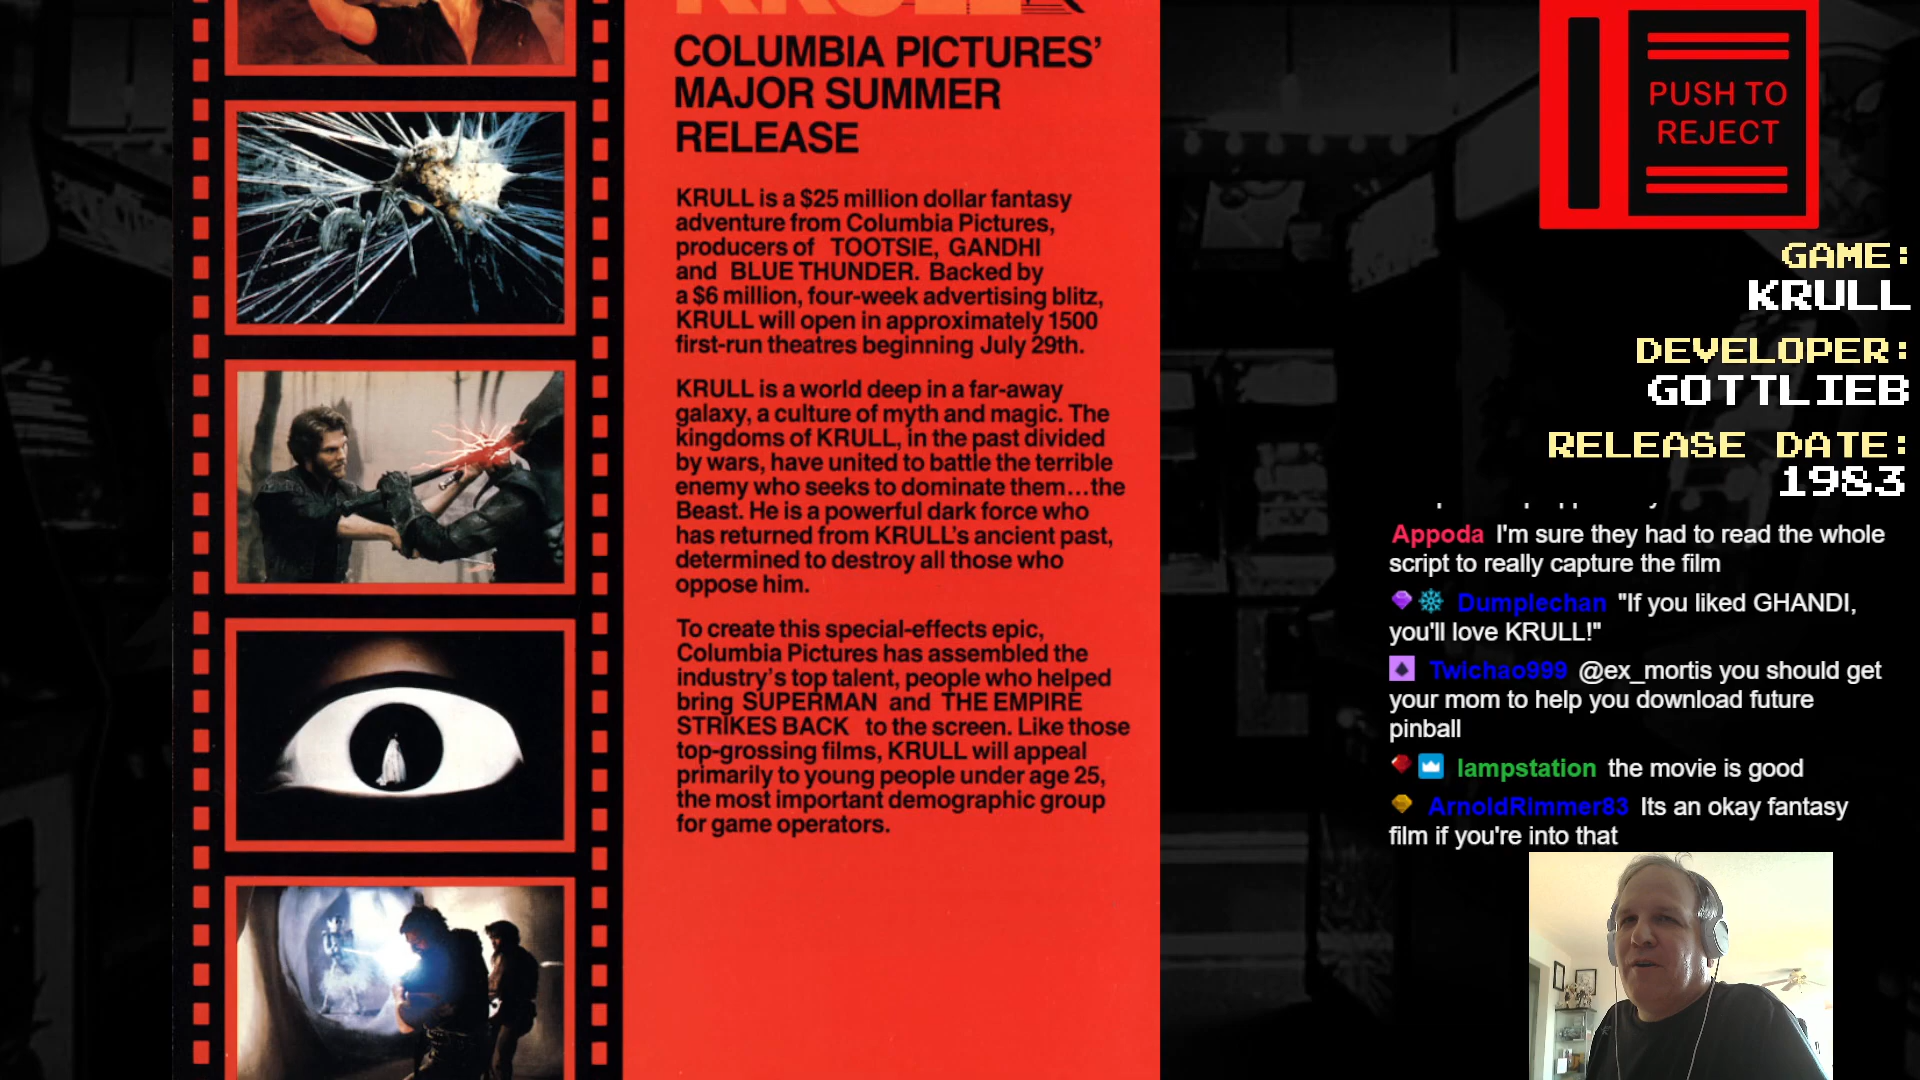 KRULL
COLUMBIA PICTURES’
MAJOR SUMMER
RELEASE
KRULL is a $25 million dollar fantasy
adventure from Columbia Pictures,
producers of TOOTSIE, GANDHI
and BLUE THUNDER. Backed by
a $6 million, four-week advertising blitz,
KRULL will open in approximately 1500
first-run theatres beginning July 29th.
KRULL is a world deep in a far-away
galaxy, a culture of myth and magic. The
kingdoms of KRULL, in the past divided
by wars, have united to battle the terrible
enemy who seeks to dominate them...the
Beast. He is a powerful dark force who
has returned from KRULL’s ancient past,
determined to destroy all those who
oppose him.
To create this special-effects epic,
Columbia Pictures has assembled the
industry’s top talent, people who helped
bring SUPERMAN and THE EMPIRE
STRIKES BACK to the screen. Like those
top-grossing films, KRULL will appeal
primarily to young people under age 25,
the most important demographic group
for game operators.
PUSH TO
REJECT
GAME:
KRULL
DEVELOPER:
GOTTLIEB
RELEASE DATE:
1983
Appoda I'm sure they had to read the whole
script to really capture the film
Dumplechan "If you liked GHANDI,
you'll love KRULL!"
Twlchao999 @ex_mortis you should get
your mom to help you download future
pinball
lampstation the movie is good
ArnoldRimmer83 Its an okay fantasy
film if you're into that